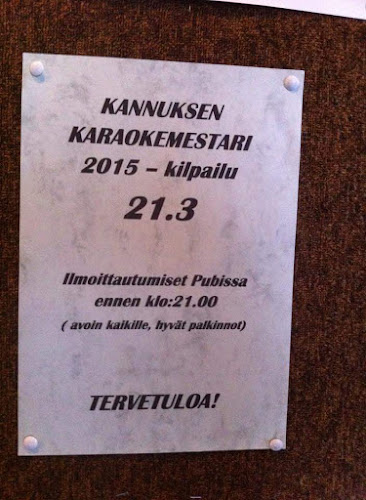 KANNUKSEN
KARAOKEMESTARI
2015 – kilpailu
21.3
Ilmoittautumiset Pubissa
ennen klo:21.00
( avoin kaikille, hyvät palkinnot)
TERVETULOA!